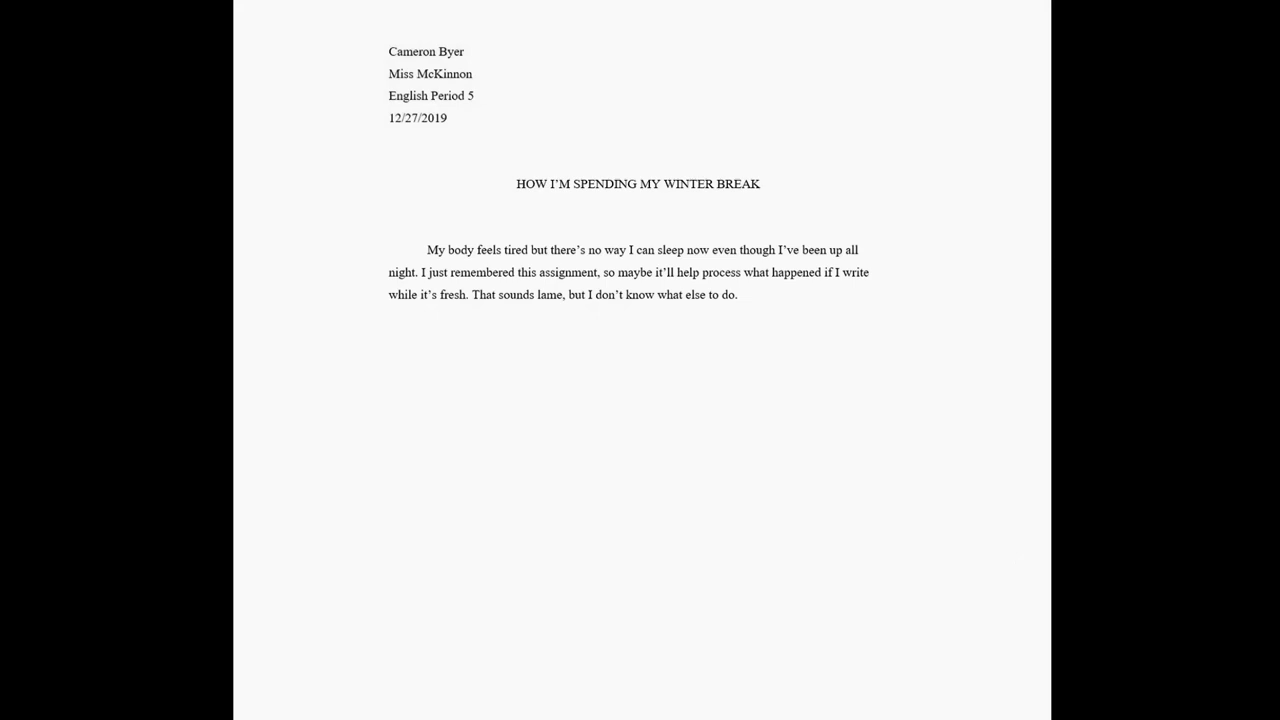 Cameron Byer
Miss McKinnon
English Period 5
12/27/2019
HOW I’M SPENDING MY WINTER BREAK
My body feels tired but there’s no way I can sleep now even though I’ve been up all
night. I just remembered this assignment, so maybe it’ll help process what happened if I write
while it’s fresh. That sounds lame, but I don’t know what else to do.